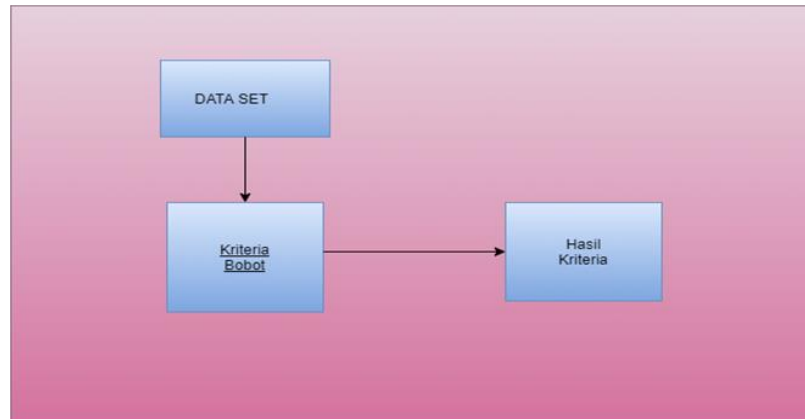 DATA SET
Kriteria
Bobot
Hasil
Kriteria